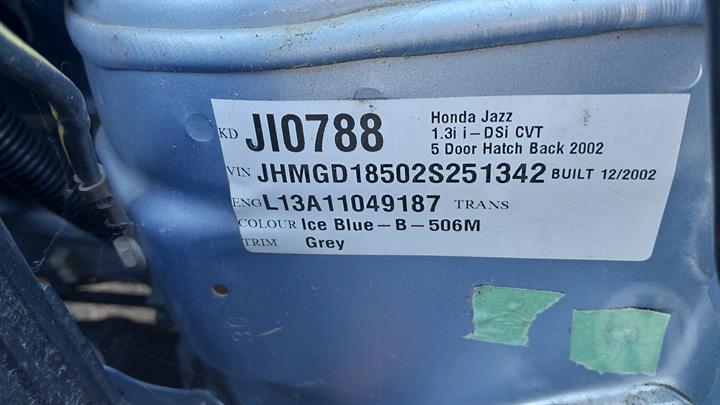 KD JI0788
Honda Jazz
1.3i i-DSi CVT
5 Door Hatch Back 2002
VIN JHMGD18502S251342 BUILT 12/2002
ENG L13A11049187 TRANS
COLOUR Ice Blue-B-506M
TRIM Grey